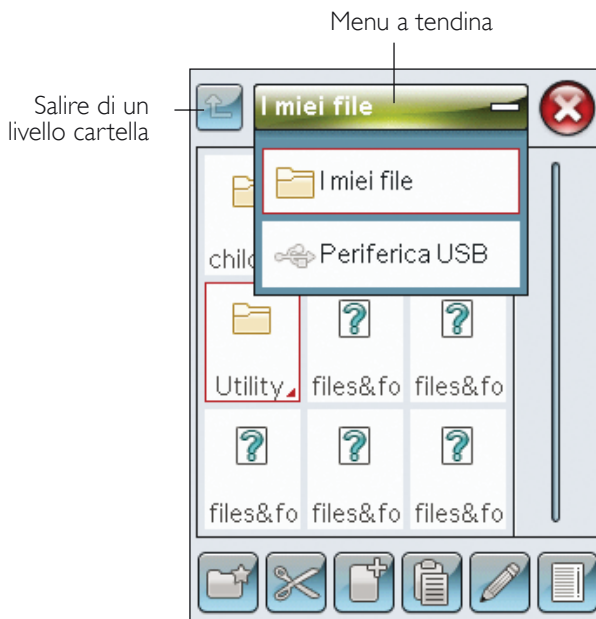 Menu a tendina
Salire di un
livello cartella
I miei file
I miei file
Periferica USB
Utility
files&fo
files&fo
files&fo
files&fo
files&fo